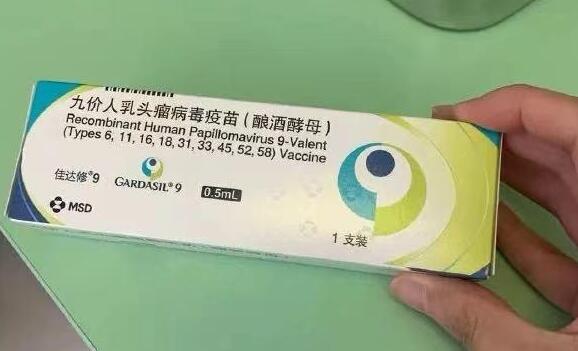 九价人乳头瘤病毒疫苗(酿酒酵母)
Recombinant Human Papillomavirus 9-Valent
(Types 6, 11, 16, 18, 31, 33, 45, 52, 58) Vaccine
佳达修®9 GARDASIL®9 0.5mL
MSD
1 支装